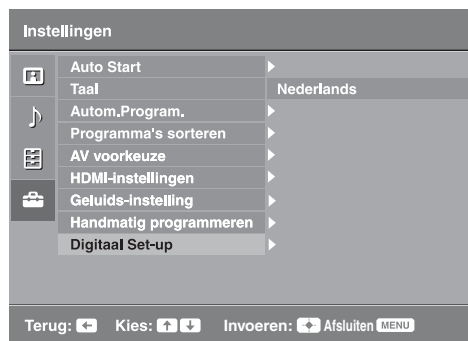 Instellingen
Auto Start
Taal Nederlands
Autom.Program.
Programma's sorteren
AV voorkeuze
HDMI-instellingen
Geluids-instelling
Handmatig programmeren
Digitaal Set-up
Terug: Kies: Invoeren: Afsluiten MENU